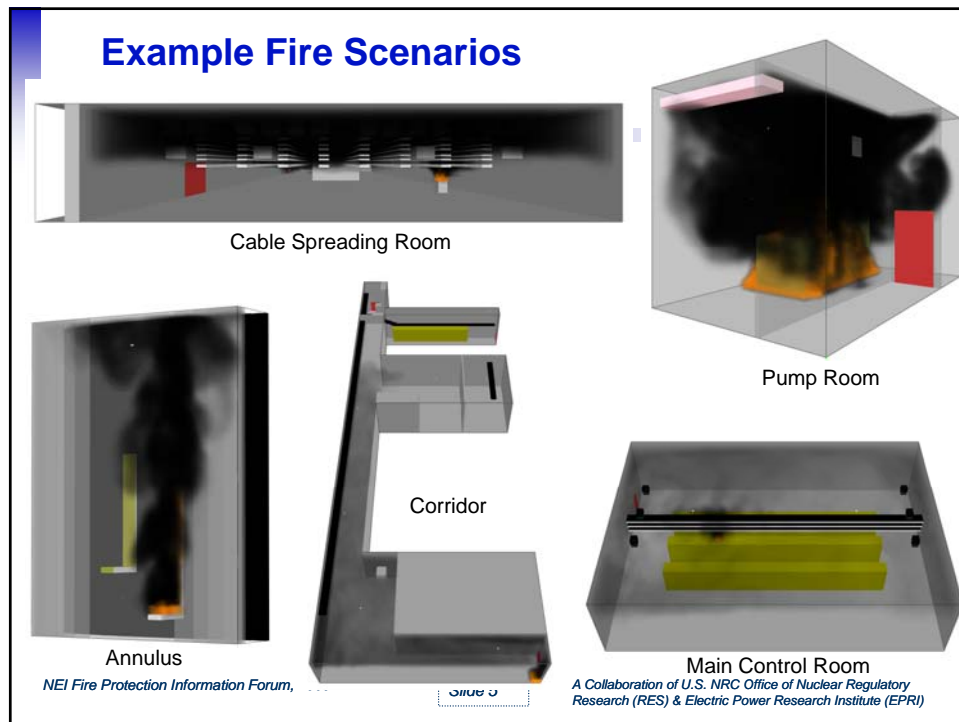 Example Fire Scenarios
Cable Spreading Room
Pump Room
Corridor
Annulus
Main Control Room
NEI Fire Protection Information Forum,
Slide 5
A Collaboration of U.S. NRC Office of Nuclear Regulatory
Research (RES) & Electric Power Research Institute (EPRI)